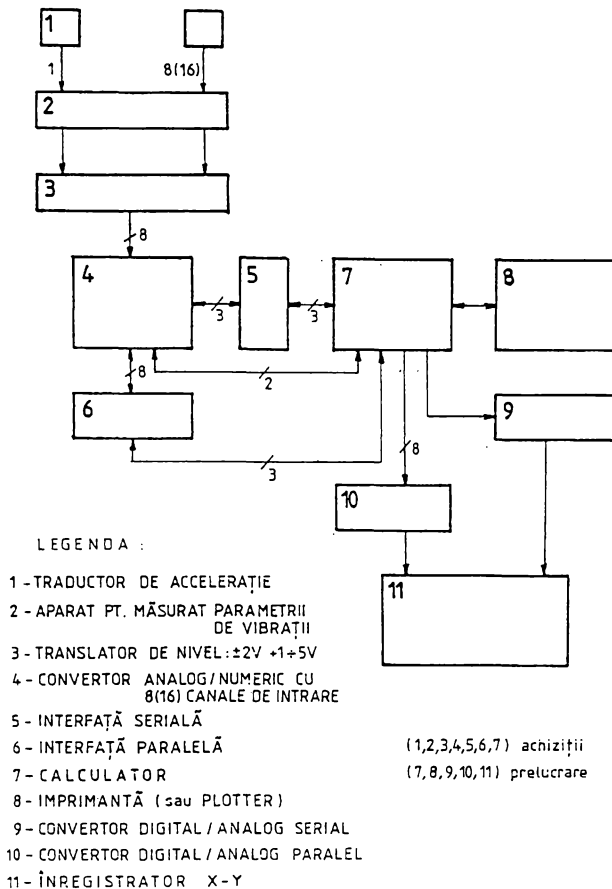 1
1
8(16)
2
3
8
4
5
7
8
3
3
8
2
6
9
8
3
10
11
LEGENDA :
1 - TRADUCTOR DE ACCELERAȚIE
2 - APARAT PT. MĂSURAT PARAMETRII
DE VIBRAȚII
3 - TRANSLATOR DE NIVEL: ±2V +1÷5V
4 - CONVERTOR ANALOG/NUMERIC CU
8(16) CANALE DE INTRARE
5 - INTERFAȚĂ SERIALĂ
6 - INTERFAȚĂ PARALELĂ
7 - CALCULATOR
8 - IMPRIMANTĂ (sau PLOTTER)
9 - CONVERTOR DIGITAL/ANALOG SERIAL
10 - CONVERTOR DIGITAL/ANALOG PARALEL
11 - ÎNREGISTRATOR X-Y
(1,2,3,4,5,6,7) achiziții
(7,8,9,10,11) prelucrare